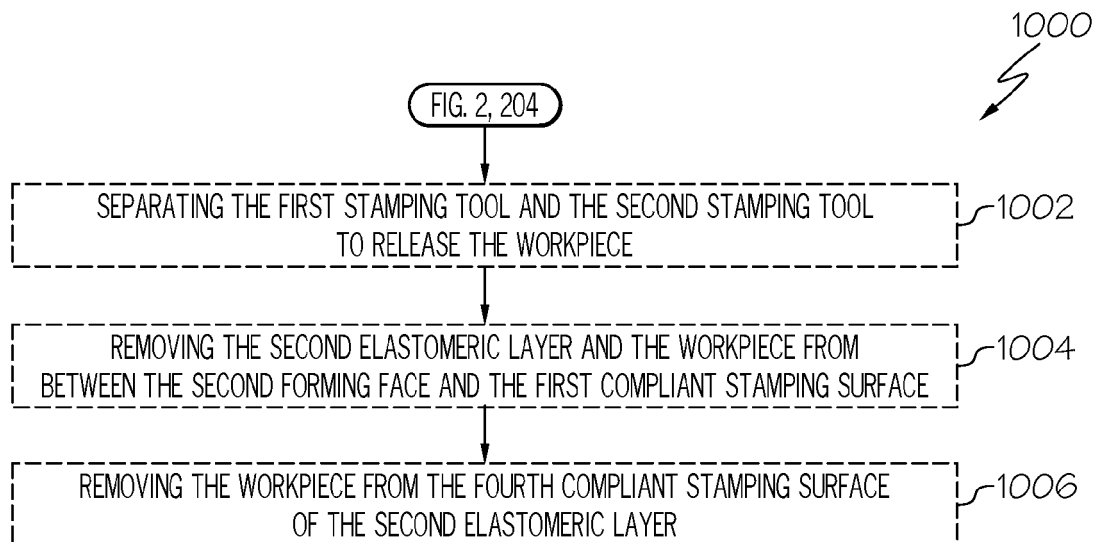 1000
FIG. 2, 204
SEPARATING THE FIRST STAMPING TOOL AND THE SECOND STAMPING TOOL
TO RELEASE THE WORKPIECE
1002
REMOVING THE SECOND ELASTOMERIC LAYER AND THE WORKPIECE FROM
BETWEEN THE SECOND FORMING FACE AND THE FIRST COMPLIANT STAMPING SURFACE
1004
REMOVING THE WORKPIECE FROM THE FOURTH COMPLIANT STAMPING SURFACE
OF THE SECOND ELASTOMERIC LAYER
1006